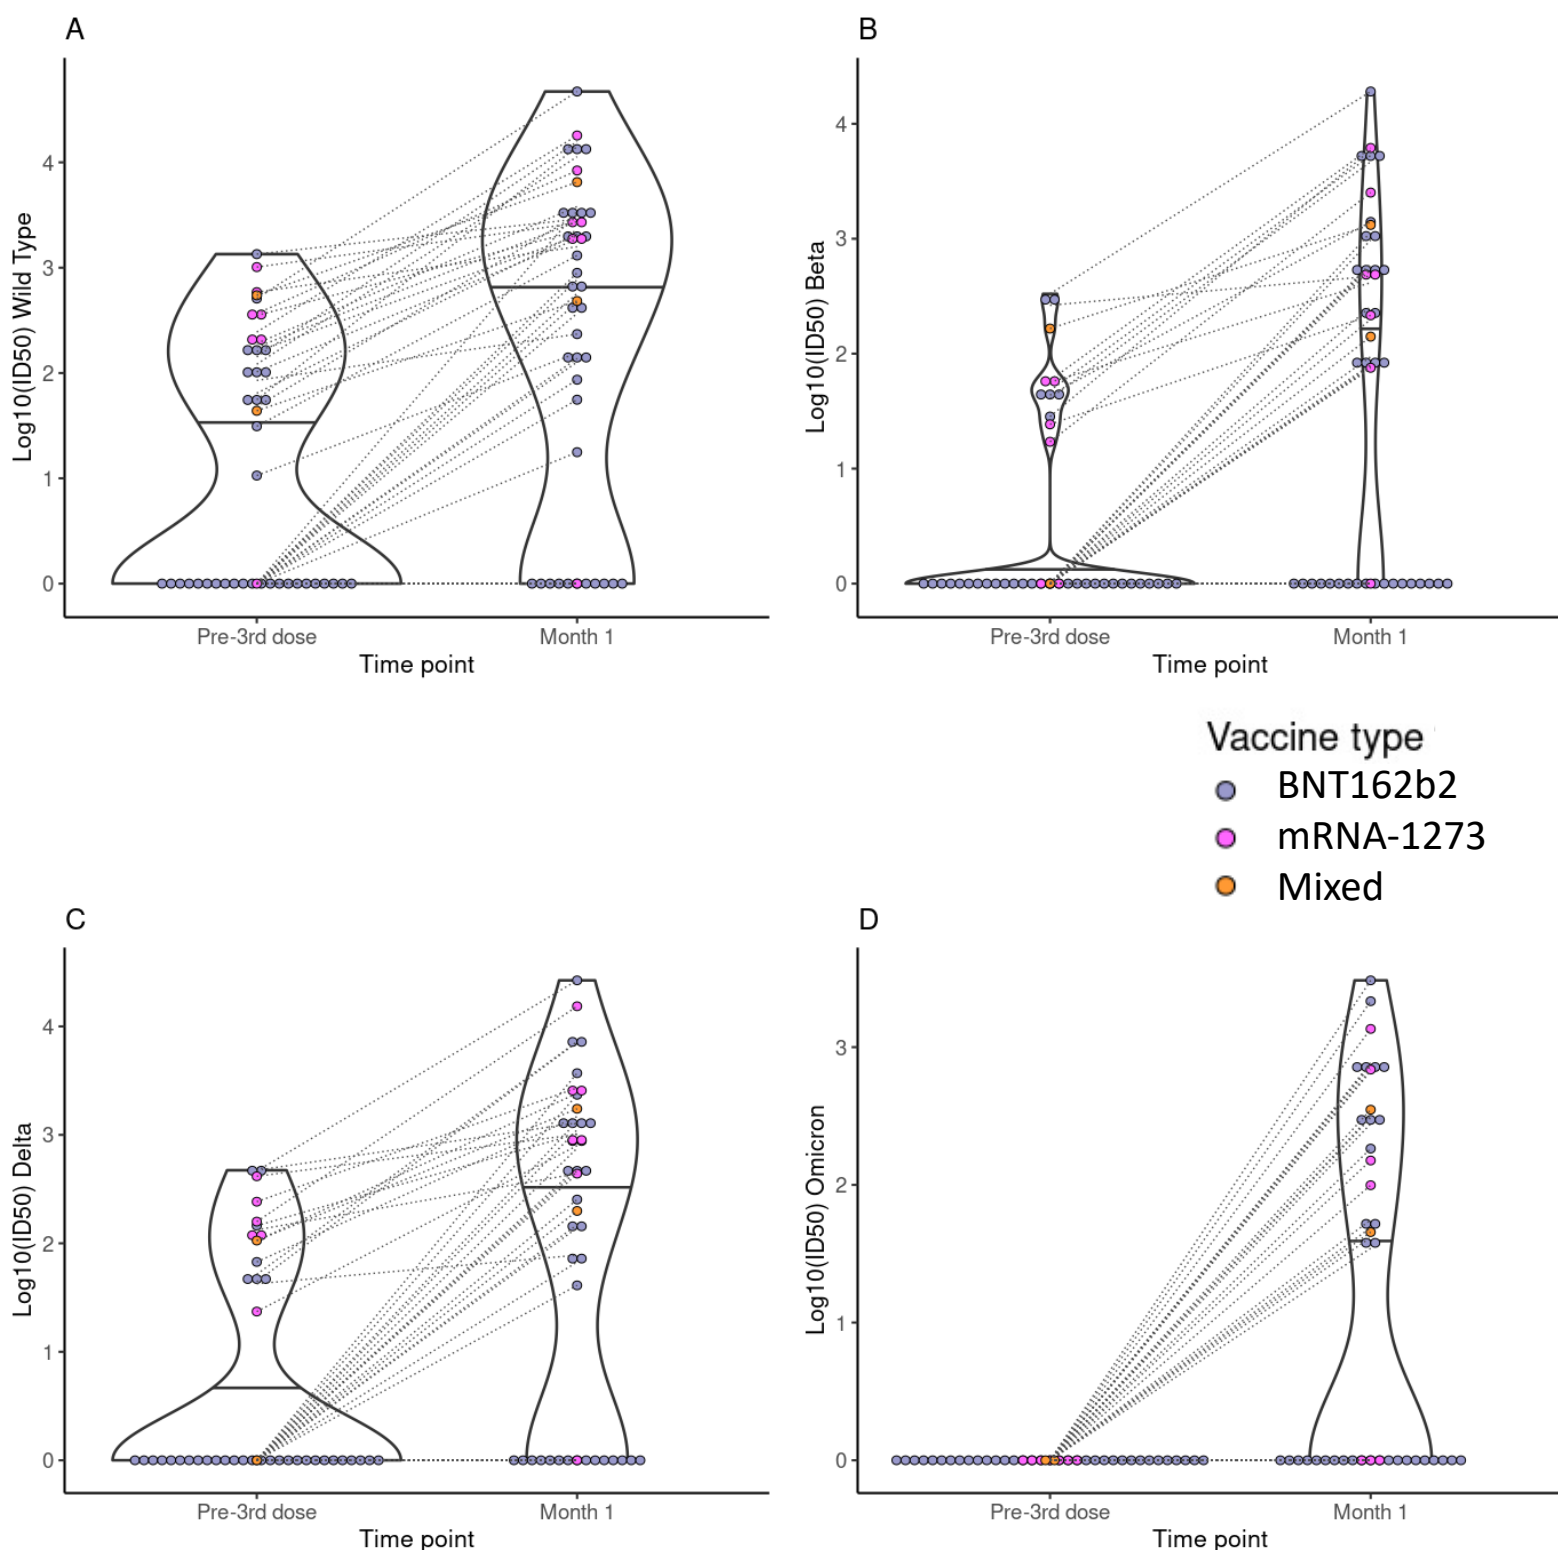 A
Log10(ID50) Wild Type
4
3
2
1
0
Pre-3rd dose
Month 1
Time point
B
Log10(ID50) Beta
4
3
2
1
0
Pre-3rd dose
Month 1
Time point
Vaccine type
BNT162b2
mRNA-1273
Mixed
C
Log10(ID50) Delta
4
3
2
1
0
Pre-3rd dose
Month 1
Time point
D
Log10(ID50) Omicron
3
2
1
0
Pre-3rd dose
Month 1
Time point